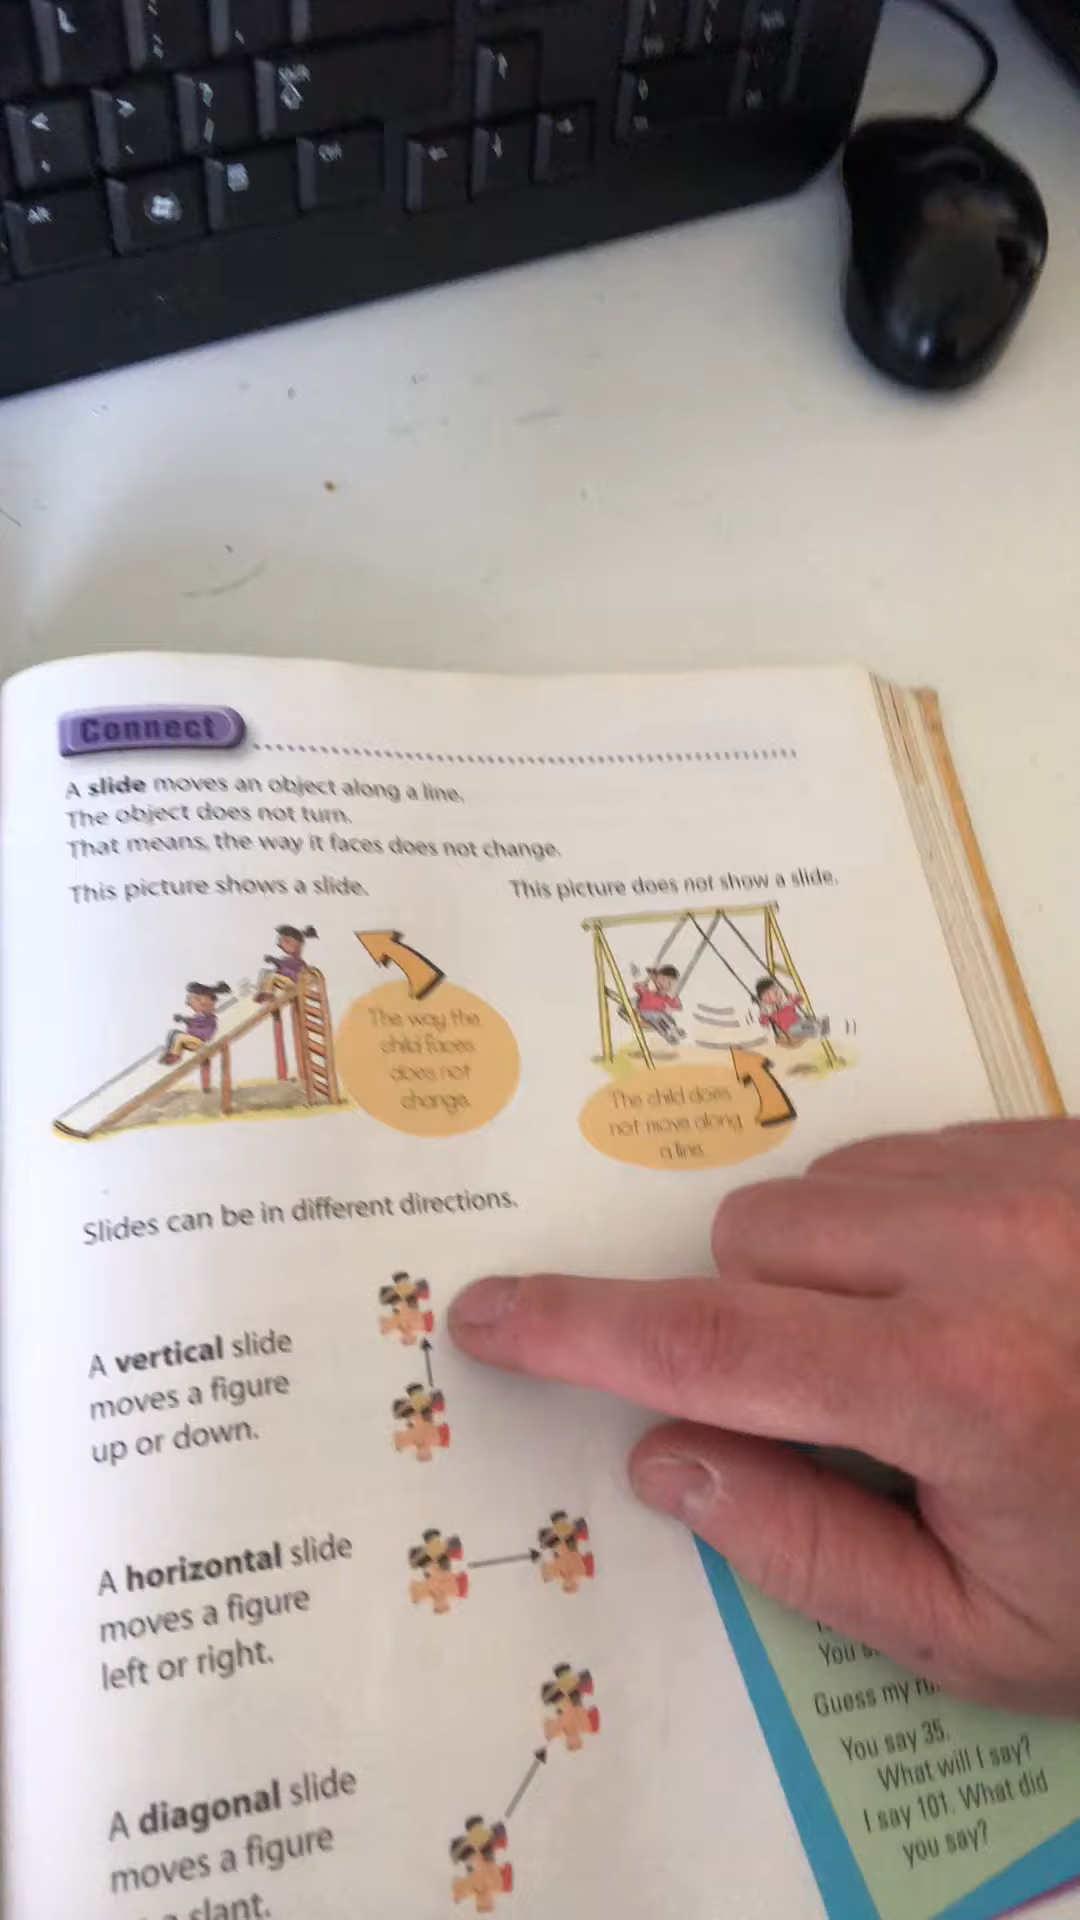 Connect
A slide moves an object along a line.
The object does not turn.
That means, the way it faces does not change.
This picture shows a slide.
The way the
child faces
does not
change.
This picture does not show a slide.
The child does
not move along
a line.
Slides can be in different directions.
A vertical slide
moves a figure
up or down.
A horizontal slide
moves a figure
left or right.
A diagonal slide
moves a figure
a slant.
You
Guess my
You say 35.
What will I say?
I say 101. What did
you say?
Alt
Ctrl